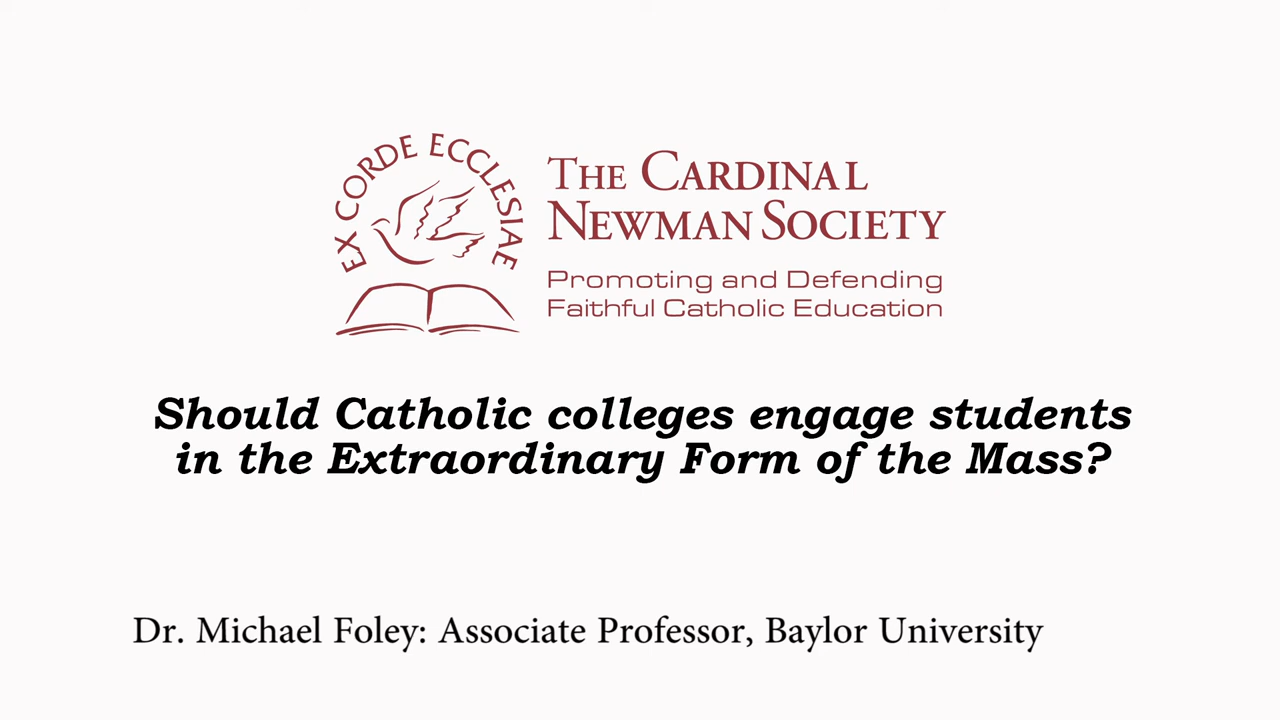 EX CORDE ECCLESIAE
THE CARDINAL
NEWMAN SOCIETY
Promoting and Defending
Faithful Catholic Education
Should Catholic colleges engage students
in the Extraordinary Form of the Mass?
Dr. Michael Foley: Associate Professor, Baylor University